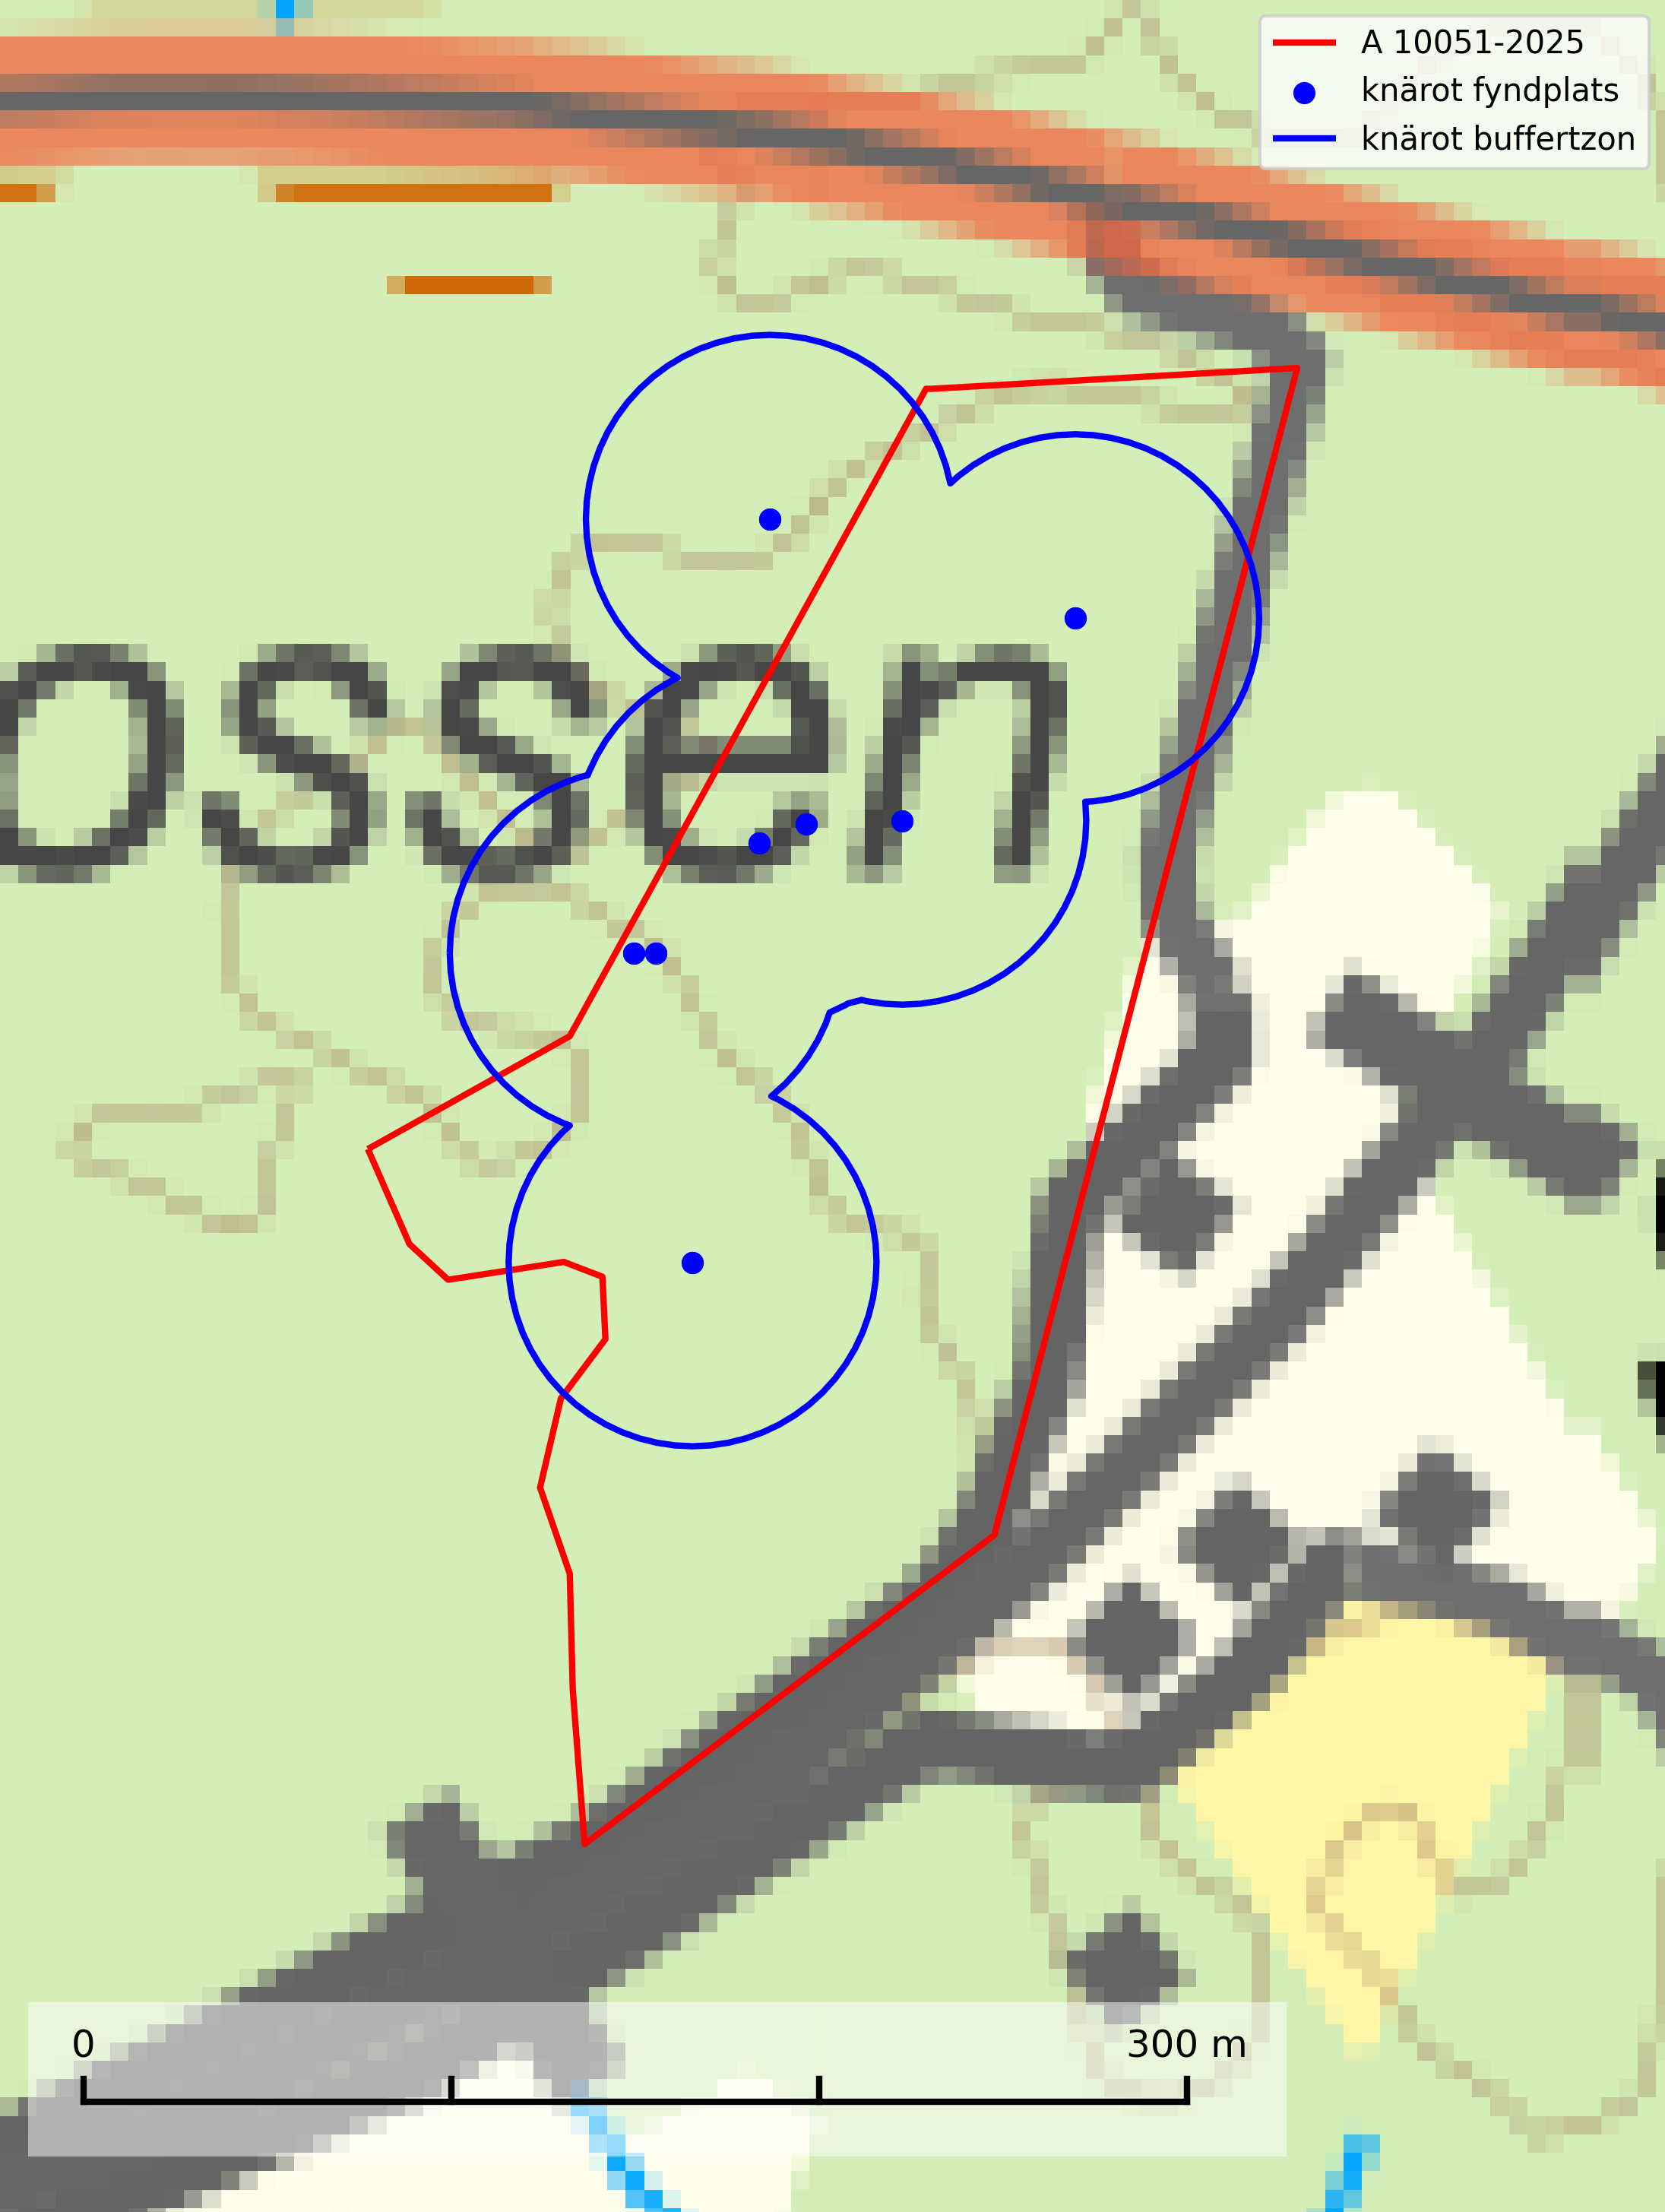 A 10051-2025
knärot fyndplats
knärot buffertzon
ossen
0 300 m